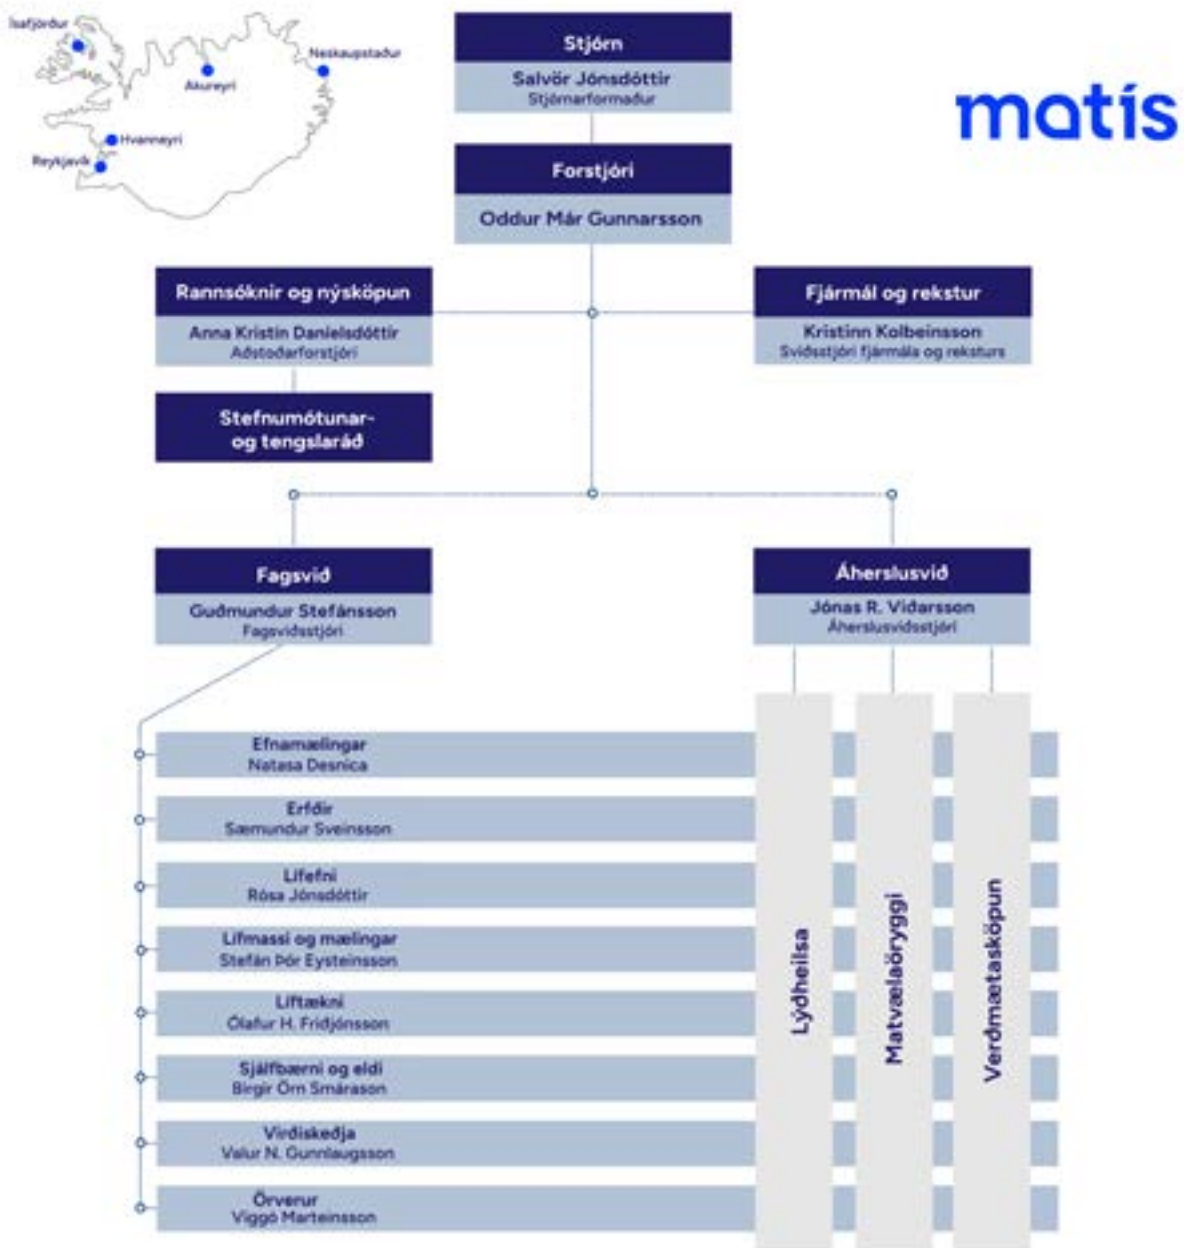 Ísafjörður
Neskaupstaður
Akureyri
Hvanneyri
Reykjavík
matís
Stjórn
Salvör Jónsdóttir
Stjórnarformaður
Forstjóri
Oddur Már Gunnarsson
Rannsóknir og nýsköpun
Anna Kristín Daníelsdóttir
Aðstoðarforstjóri
Fjármál og rekstur
Kristinn Kolbeinsson
Sviðsstjóri fjármála og reksturs
Stefnumótunar-
og tengslaráð
Fagsvið
Guðmundur Stefánsson
Fagsviðsstjóri
Áherslusvið
Jónas R. Viðarsson
Áherslusviðsstjóri
Efnamælingar
Natasa Desnica
Erfðir
Sæmundur Sveinsson
Lífefni
Rósa Jónsdóttir
Lífmassi og mælingar
Stefán Þór Eysteinsson
Líftækni
Ólafur H. Friðjónsson
Sjálfbærni og eldi
Birgir Örn Smárason
Virðiskeðja
Valur N. Gunnlaugsson
Örverur
Viggó Marteinsson
Lýðheilsa
Matvælaöryggi
Verðmætasköpun